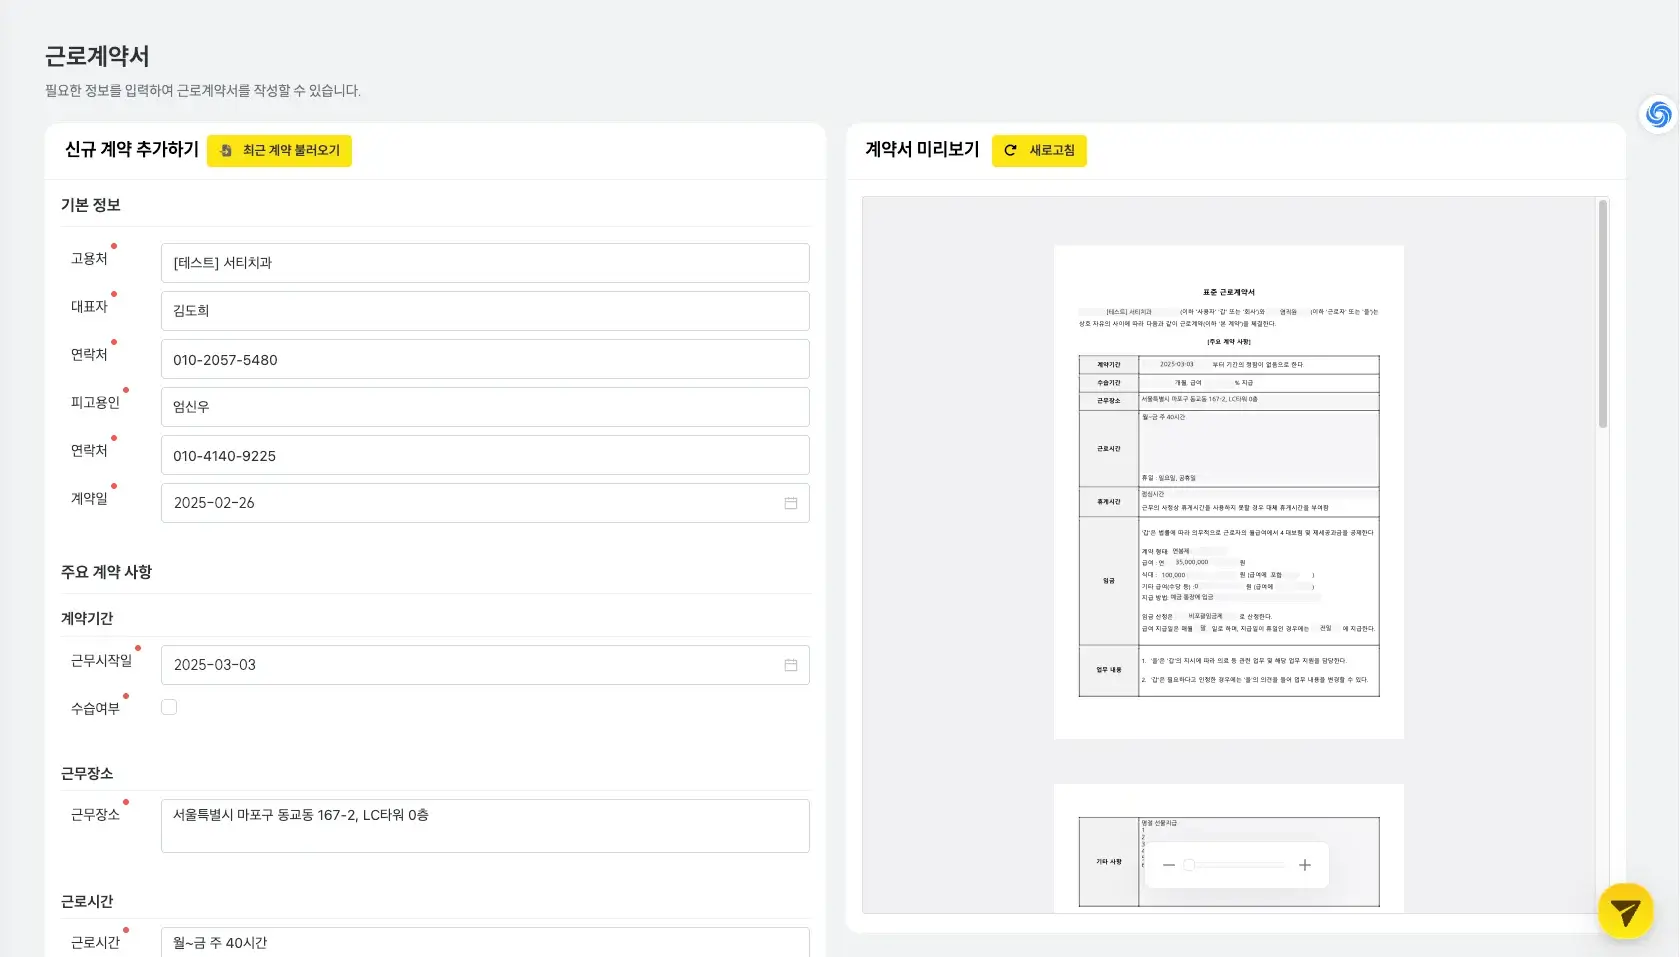 근로계약서
필요한 정보를 입력하여 근로계약서를 작성할 수 있습니다.
신규 계약 추가하기
최근 계약 불러오기
기본 정보
고용처
[테스트] 서티치과
대표자
김도희
연락처
010-2057-5480
피고용인
엄신우
연락처
010-4140-9225
계약일
2025-02-26
주요 계약 사항
계약기간
근무시작일
2025-03-03
수습여부
근무장소
근무장소
서울특별시 마포구 동교동 167-2, LC타워 0층
근로시간
근로시간
월~금 주 40시간
계약서 미리보기
새로고침
표준 근로계약서
[테스트] 서티치과 (이하 '사용자' '갑' 또는 '회사')와 (이하 '근로자' 또는 '을')는
상호 자유의 사이에 따라 다음과 같이 근로계약(이하 '본 계약')을 체결한다.
[주요 계약 사항]
계약기간
2025-03-03 부터 기간의 정함이 없음으로 한다
수습기간
개월, 급여 % 지급
근무장소
서울특별시 마포구 동교동 167-2, LC타워 0층
근로시간
월~금 주 40시간
휴일 : 일요일, 공휴일
휴게시간
점심시간
근무의 사정상 휴게시간을 사용하지 못할 경우 대체 휴게시간을 부여함
임금
'갑'은 법률에 따라 의무적으로 근로자의 월급여에서 4 대보험 및 제세공과금을 공제한다
계약 형태: 연봉제
급여 : 연 35,000,000 원
식대 : 100,000 원 (급여에 포함 )
기타 급여(수당 등) :0 원 (급여에 )
지급 방법: 예금 통장에 입금
임금 산정은 비포괄임금제 로 산정한다.
급여 지급일은 매월 말 일로 하며, 지급일이 휴일인 경우에는 전일 에 지급한다.
업무 내용
1. '을'은 '갑'의 지시에 따라 의료 등 관련 업무 및 해당 업무 지원을 담당한다.
2. '갑'은 필요하다고 인정한 경우에는 '을'의 의견을 들어 업무 내용을 변경할 수 있다.
기타 사항
명절 선물지급
1
2
3
4
5
6